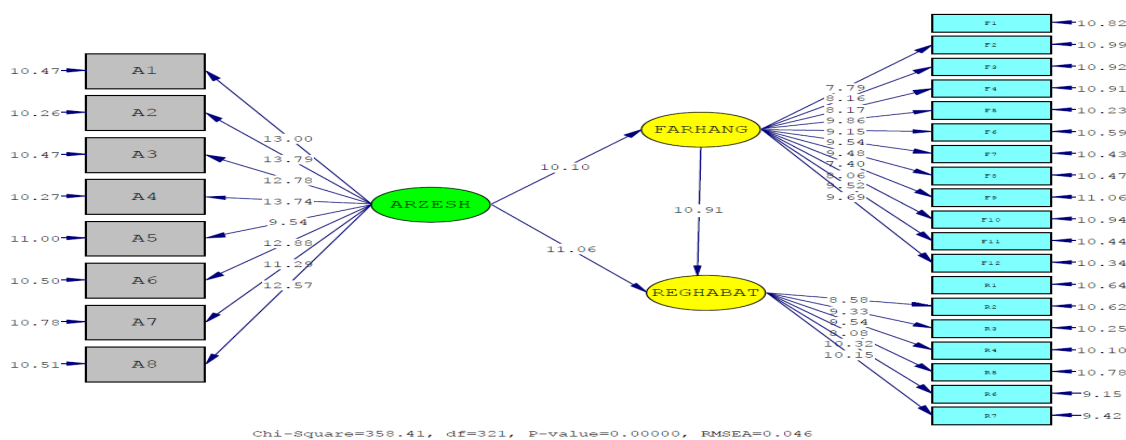 10.47 A1
10.26 A2
10.47 A3
10.27 A4
11.00 A5
10.50 A6
10.78 A7
10.51 A8
13.00
13.79
12.78
13.74
9.54
12.88
11.29
12.57
ARZESH
10.10
11.06
FARHANG
10.91
REGHABAT
7.79
8.16
8.17
9.86
9.15
9.54
9.48
7.40
8.06
9.52
9.69
8.58
9.33
9.54
9.08
10.32
10.15
F1 10.82
F2 10.99
F3 10.92
F4 10.91
F5 10.23
F6 10.59
F7 10.43
F8 10.47
F9 11.06
F10 10.94
F11 10.44
F12 10.34
R1 10.64
R2 10.62
R3 10.25
R4 10.10
R5 10.78
R6 9.15
R7 9.42
Chi-Square=358.41, df=321, P-value=0.00000, RMSEA=0.046